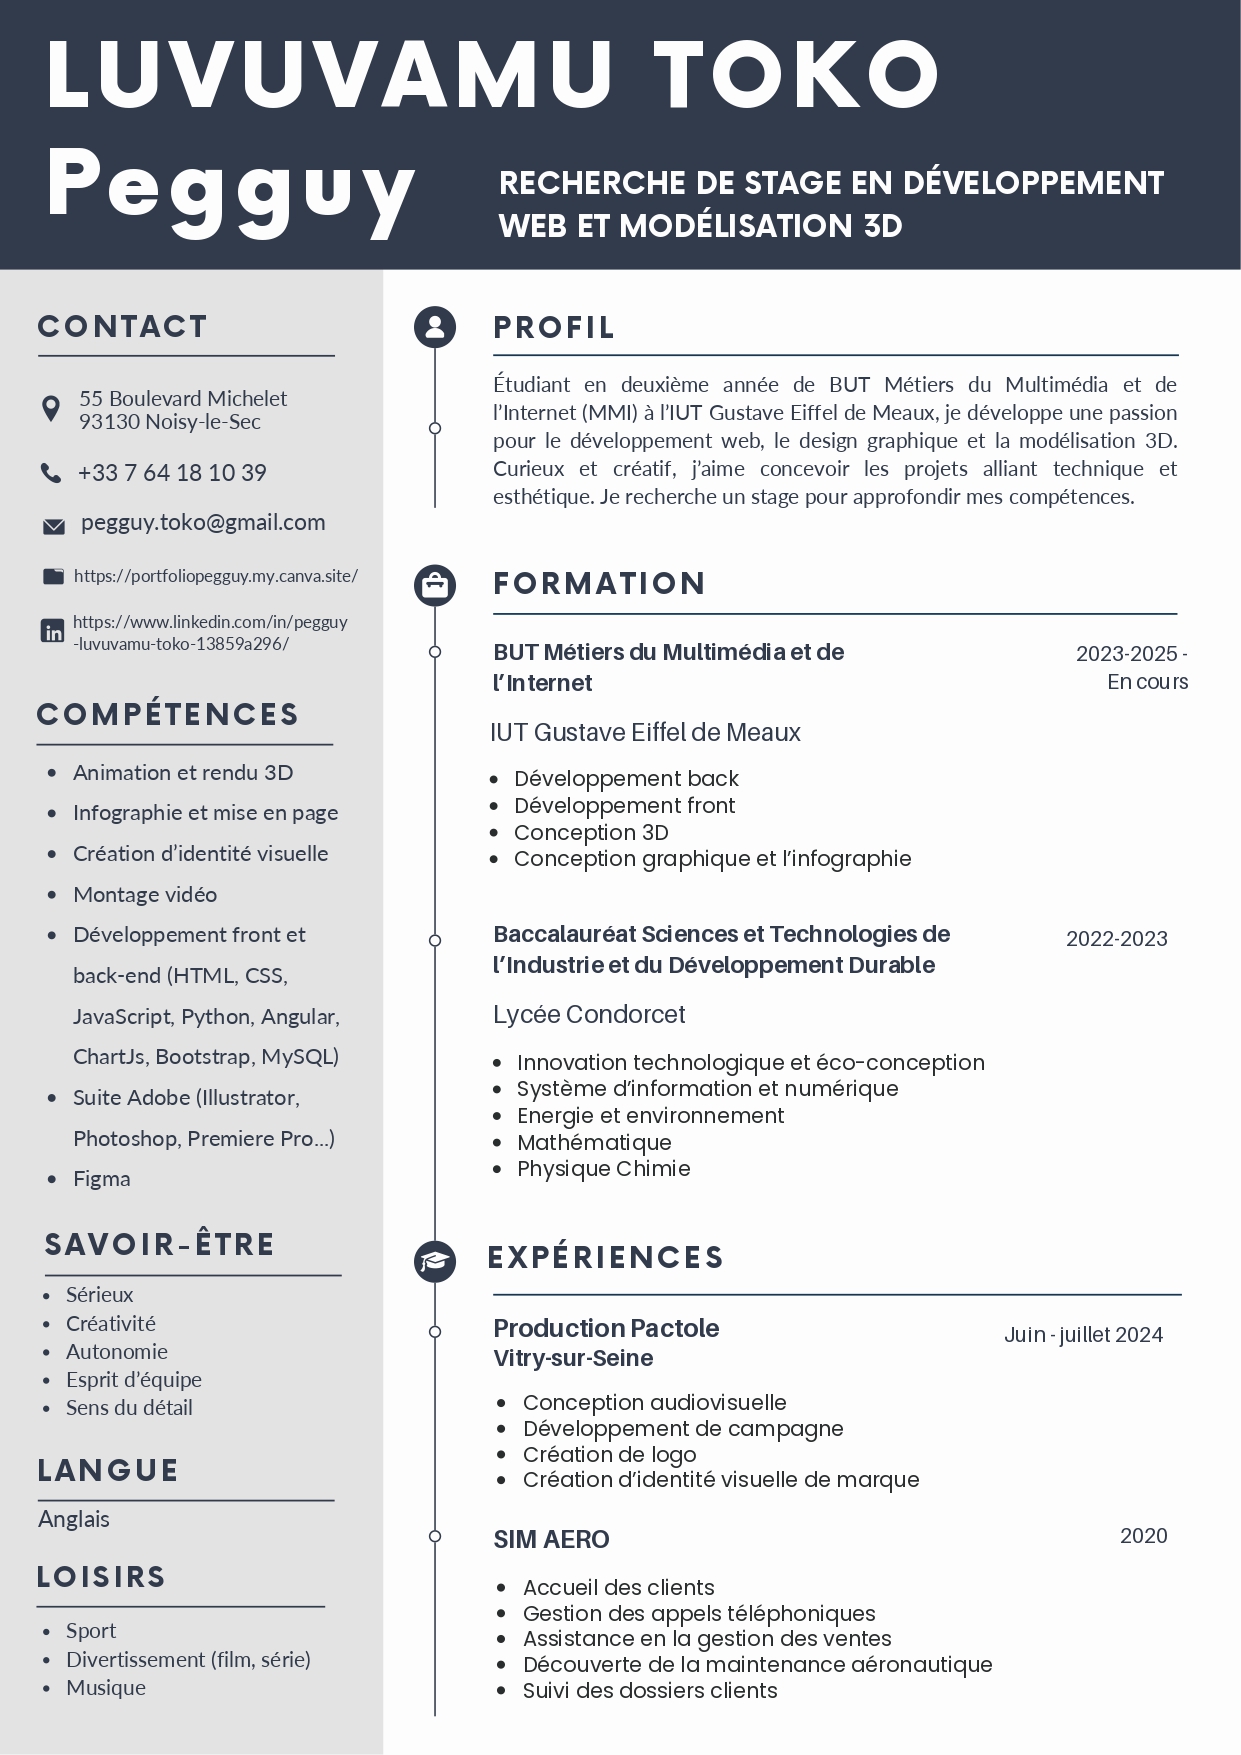 LUVUVAMU TOKO
Pegguy
RECHERCHE DE STAGE EN DÉVELOPPEMENT
WEB ET MODÉLISATION 3D
CONTACT
55 Boulevard Michelet
93130 Noisy-le-Sec
+33 7 64 18 10 39
pegguy.toko@gmail.com
https://portfoliopegguy.my.canva.site/
https://www.linkedin.com/in/pegguy
-luvuvamu-toko-13859a296/
COMPÉTENCES
• Animation et rendu 3D
• Infographie et mise en page
• Création d’identité visuelle
• Montage vidéo
• Développement front et
back-end (HTML, CSS,
JavaScript, Python, Angular,
ChartJs, Bootstrap, MySQL)
• Suite Adobe (Illustrator,
Photoshop, Premiere Pro...)
• Figma
SAVOIR-ÊTRE
• Sérieux
• Créativité
• Autonomie
• Esprit d’équipe
• Sens du détail
LANGUE
Anglais
LOISIRS
• Sport
• Divertissement (film, série)
• Musique
PROFIL
Étudiant en deuxième année de BUT Métiers du Multimédia et de
l’Internet (MMI) à l’IUT Gustave Eiffel de Meaux, je développe une passion
pour le développement web, le design graphique et la modélisation 3D.
Curieux et créatif, j’aime concevoir les projets alliant technique et
esthétique. Je recherche un stage pour approfondir mes compétences.
FORMATION
BUT Métiers du Multimédia et de
l’Internet
2023-2025 -
En cours
IUT Gustave Eiffel de Meaux
• Développement back
• Développement front
• Conception 3D
• Conception graphique et l’infographie
Baccalauréat Sciences et Technologies de
l’Industrie et du Développement Durable
2022-2023
Lycée Condorcet
• Innovation technologique et éco-conception
• Système d’information et numérique
• Energie et environnement
• Mathématique
• Physique Chimie
EXPÉRIENCES
Production Pactole
Vitry-sur-Seine
Juin - juillet 2024
• Conception audiovisuelle
• Développement de campagne
• Création de logo
• Création d’identité visuelle de marque
SIM AERO
2020
• Accueil des clients
• Gestion des appels téléphoniques
• Assistance en la gestion des ventes
• Découverte de la maintenance aéronautique
• Suivi des dossiers clients